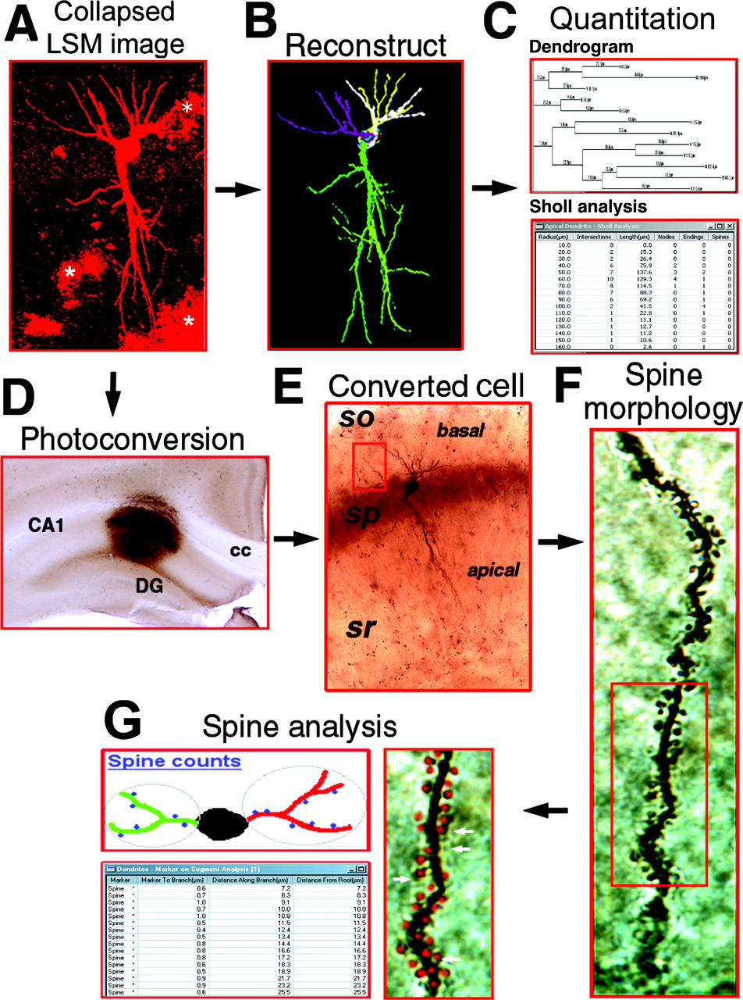 A
Collapsed
LSM image
*
*
*
B
Reconstruct
C
Quantitation
Dendrogram
Sholl analysis
Apical Dendrite - Sholl Analysis
Radius(µm) Intersections Length(µm) Nodes Endings Spines
10.0 0 0.0 0 0 0
20.0 2 15.3 0 0 0
30.0 2 26.4 0 0 0
40.0 6 75.9 2 0 0
50.0 7 137.6 3 2 0
60.0 10 129.3 4 1 0
70.0 8 114.5 1 1 0
80.0 7 88.3 0 1 0
90.0 6 69.2 0 1 0
100.0 2 41.5 0 4 0
110.0 1 22.8 0 1 0
120.0 1 11.1 0 0 0
130.0 1 12.7 0 0 0
140.0 1 11.2 0 0 0
150.0 1 10.6 0 0 0
160.0 0 2.6 0 1 0
D
Photoconversion
CA1
cc
DG
E
Converted cell
so
basal
sp
apical
sr
F
Spine
morphology
G
Spine analysis
Spine counts
Dendrites - Marker on Segment Analysis (1)
Marker Marker To Branch(µm) Distance Along Branch(µm) Distance From Root(µm)
Spine * 0.6 7.2 7.2
Spine * 0.7 8.3 8.3
Spine * 1.0 9.1 9.1
Spine * 0.7 10.0 10.0
Spine * 1.0 10.8 10.8
Spine * 0.5 11.5 11.5
Spine * 0.4 12.4 12.4
Spine * 0.5 13.4 13.4
Spine * 0.8 14.4 14.4
Spine * 0.8 16.6 16.6
Spine * 0.8 17.2 17.2
Spine * 0.6 18.3 18.3
Spine * 0.5 18.9 18.9
Spine * 0.9 21.7 21.7
Spine * 0.9 23.2 23.2
Spine * 0.6 25.5 25.5